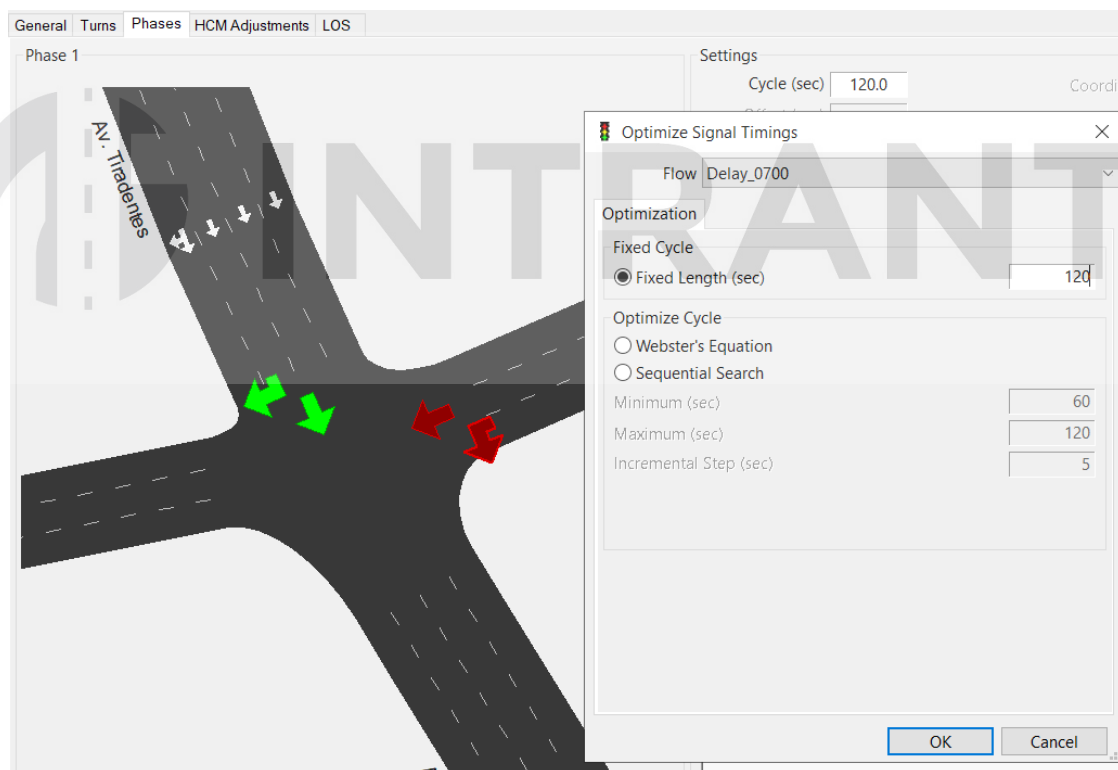 General Turns Phases HCM Adjustments LOS
Phase 1
Av. Tiradentes
INTRANT
Settings
Cycle (sec) 120.0
Coordi
Optimize Signal Timings
Flow Delay_0700
Optimization
Fixed Cycle
Fixed Length (sec) 120
Optimize Cycle
Webster's Equation
Sequential Search
Minimum (sec) 60
Maximum (sec) 120
Incremental Step (sec) 5
OK Cancel